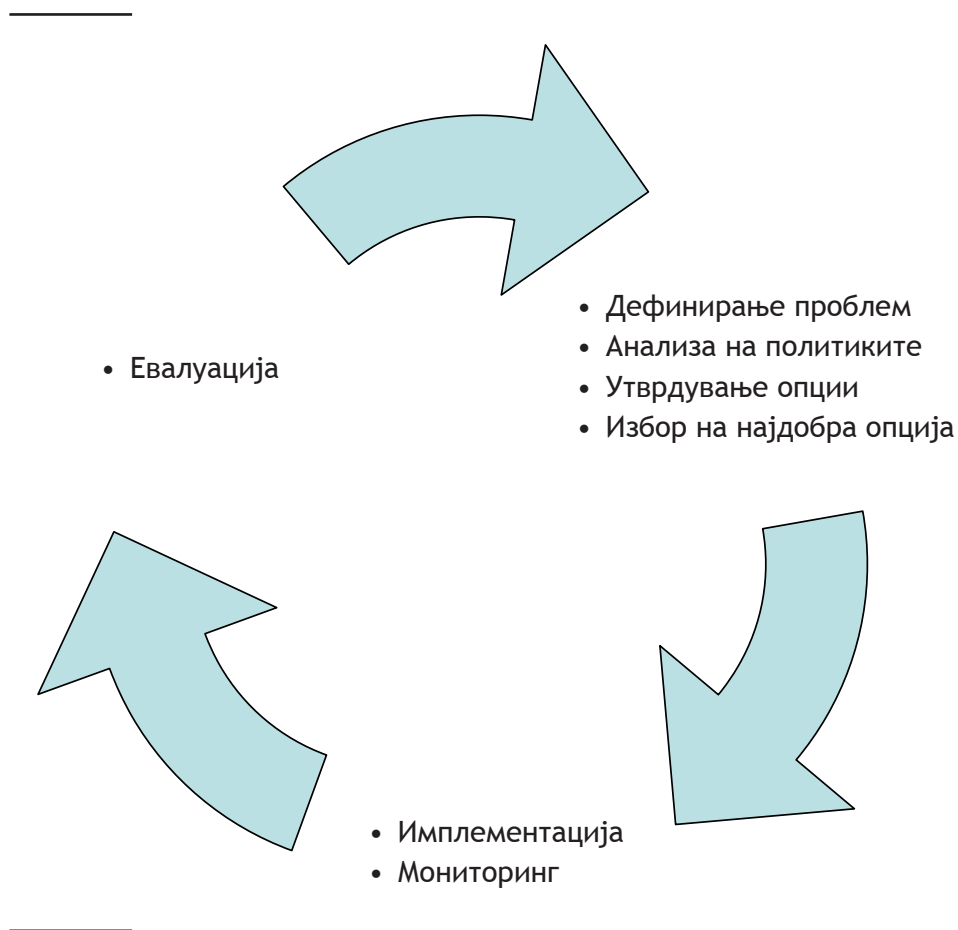 • Дефинирање проблем
• Анализа на политиките
• Утврдување опции
• Избор на најдобра опција
• Евалуација
• Имплементација
• Мониторинг